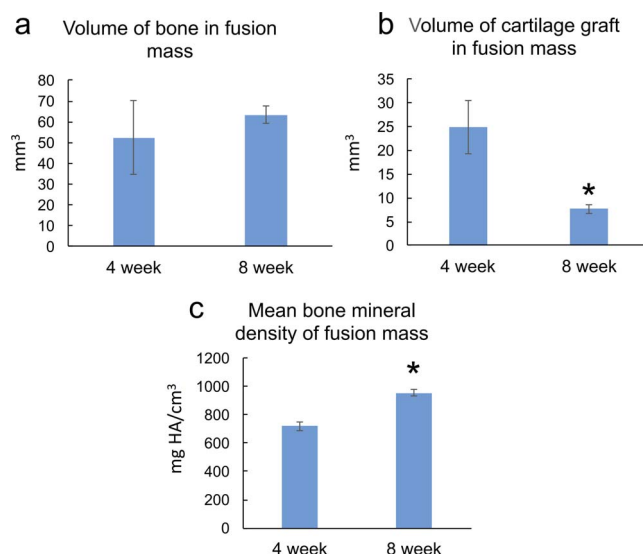 a
Volume of bone in fusion
mass
mm³
80
70
60
50
40
30
20
10
0
4 week
8 week
b
Volume of cartilage graft
in fusion mass
mm³
35
30
25
20
15
10
5
0
*
4 week
8 week
c
Mean bone mineral
density of fusion mass
mg HA/cm³
1200
1000
800
600
400
200
0
*
4 week
8 week